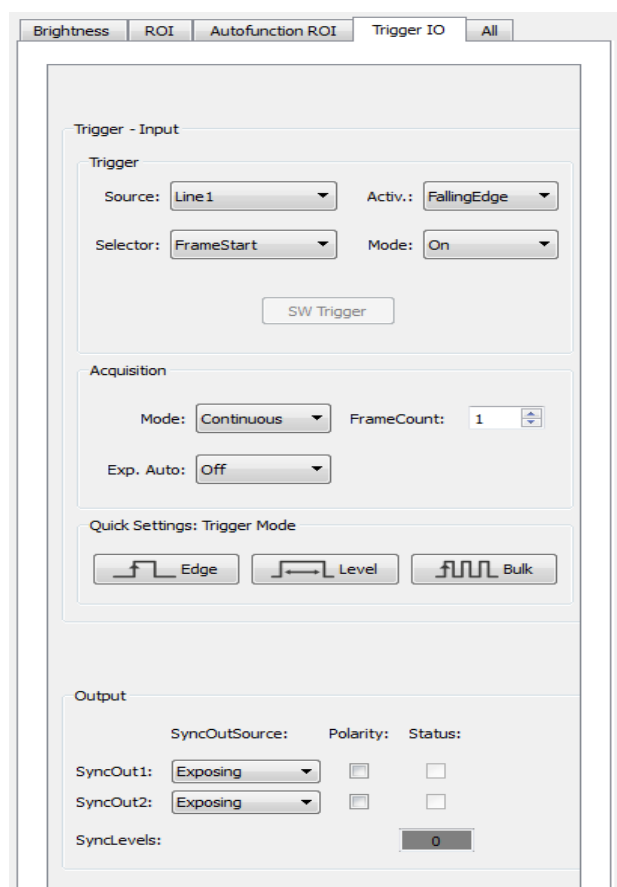 Brightness ROI Autofunction ROI Trigger IO All
Trigger - Input
Trigger
Source: Line1 Activ.: FallingEdge
Selector: FrameStart Mode: On
SW Trigger
Acquisition
Mode: Continuous FrameCount: 1
Exp. Auto: Off
Quick Settings: Trigger Mode
Edge Level Bulk
Output
SyncOutSource: Polarity: Status:
SyncOut1: Exposing
SyncOut2: Exposing
SyncLevels: 0